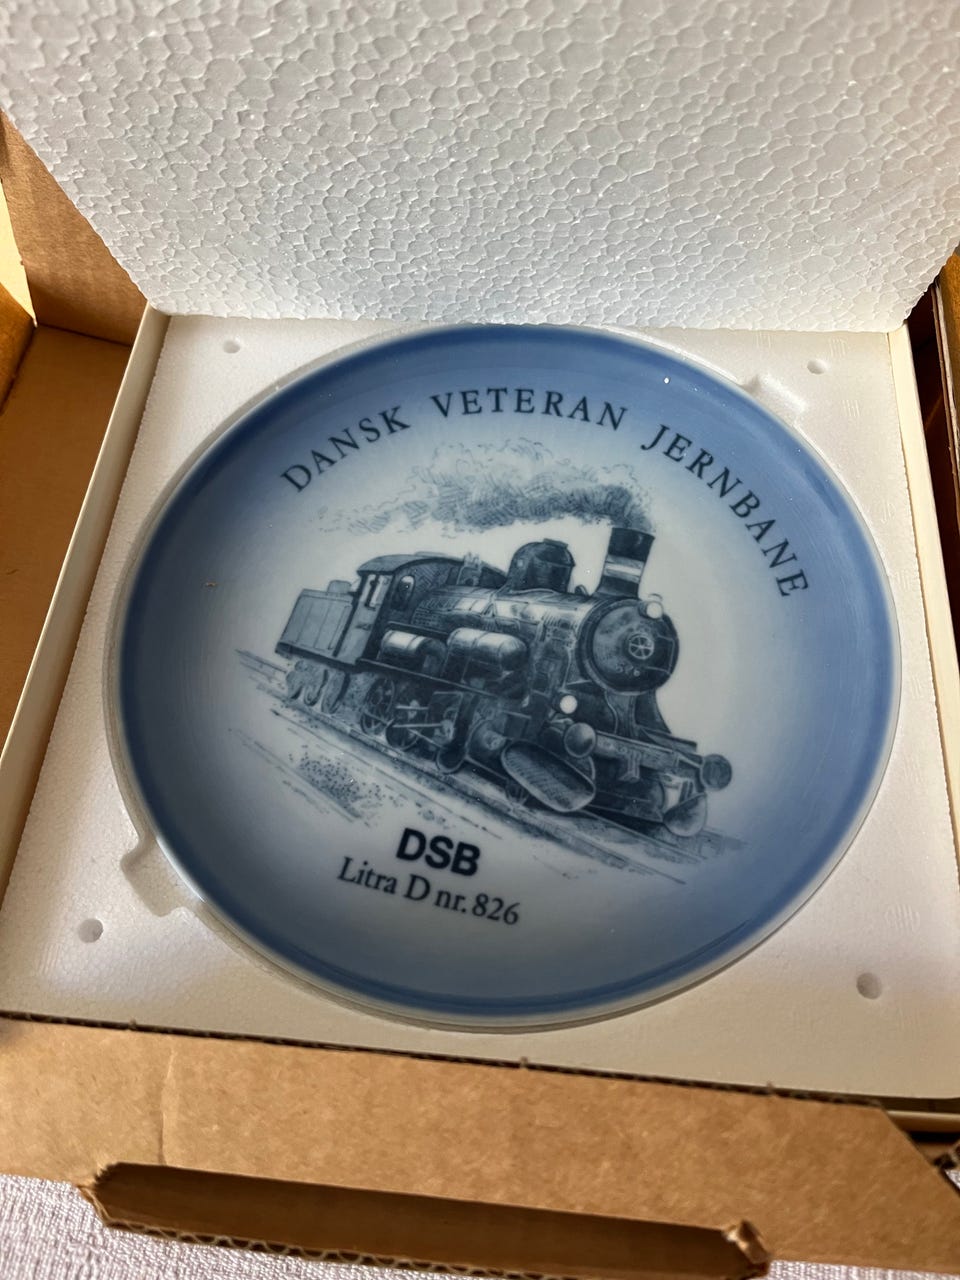 DANSK VETERAN JERNBANE
DSB
Litra D nr. 826